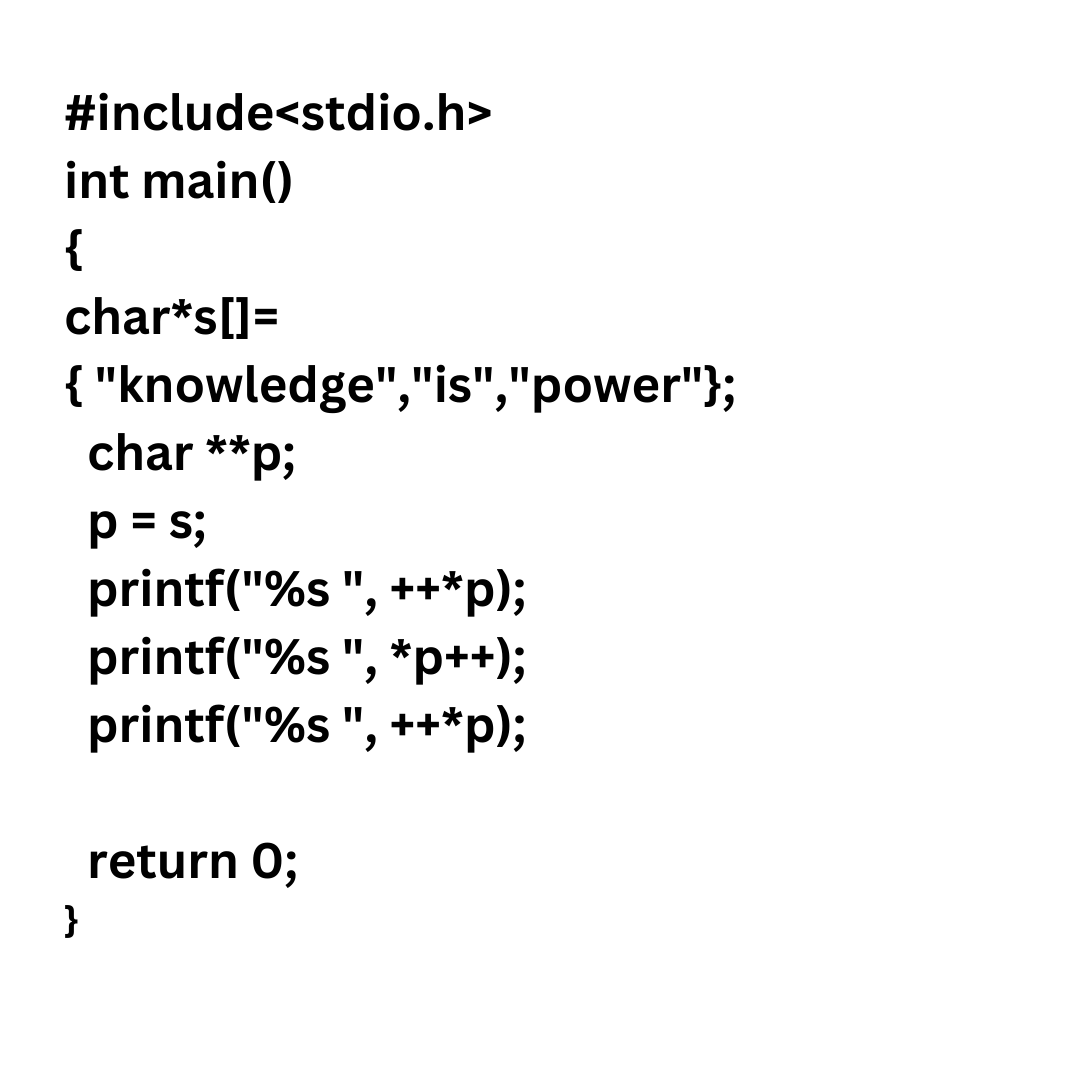 #include<stdio.h>
int main()
{
char*s[]=
{ "knowledge","is","power"};
  char **p;
  p = s;
  printf("%s ", ++*p);
  printf("%s ", *p++);
  printf("%s ", ++*p);

  return 0;
}